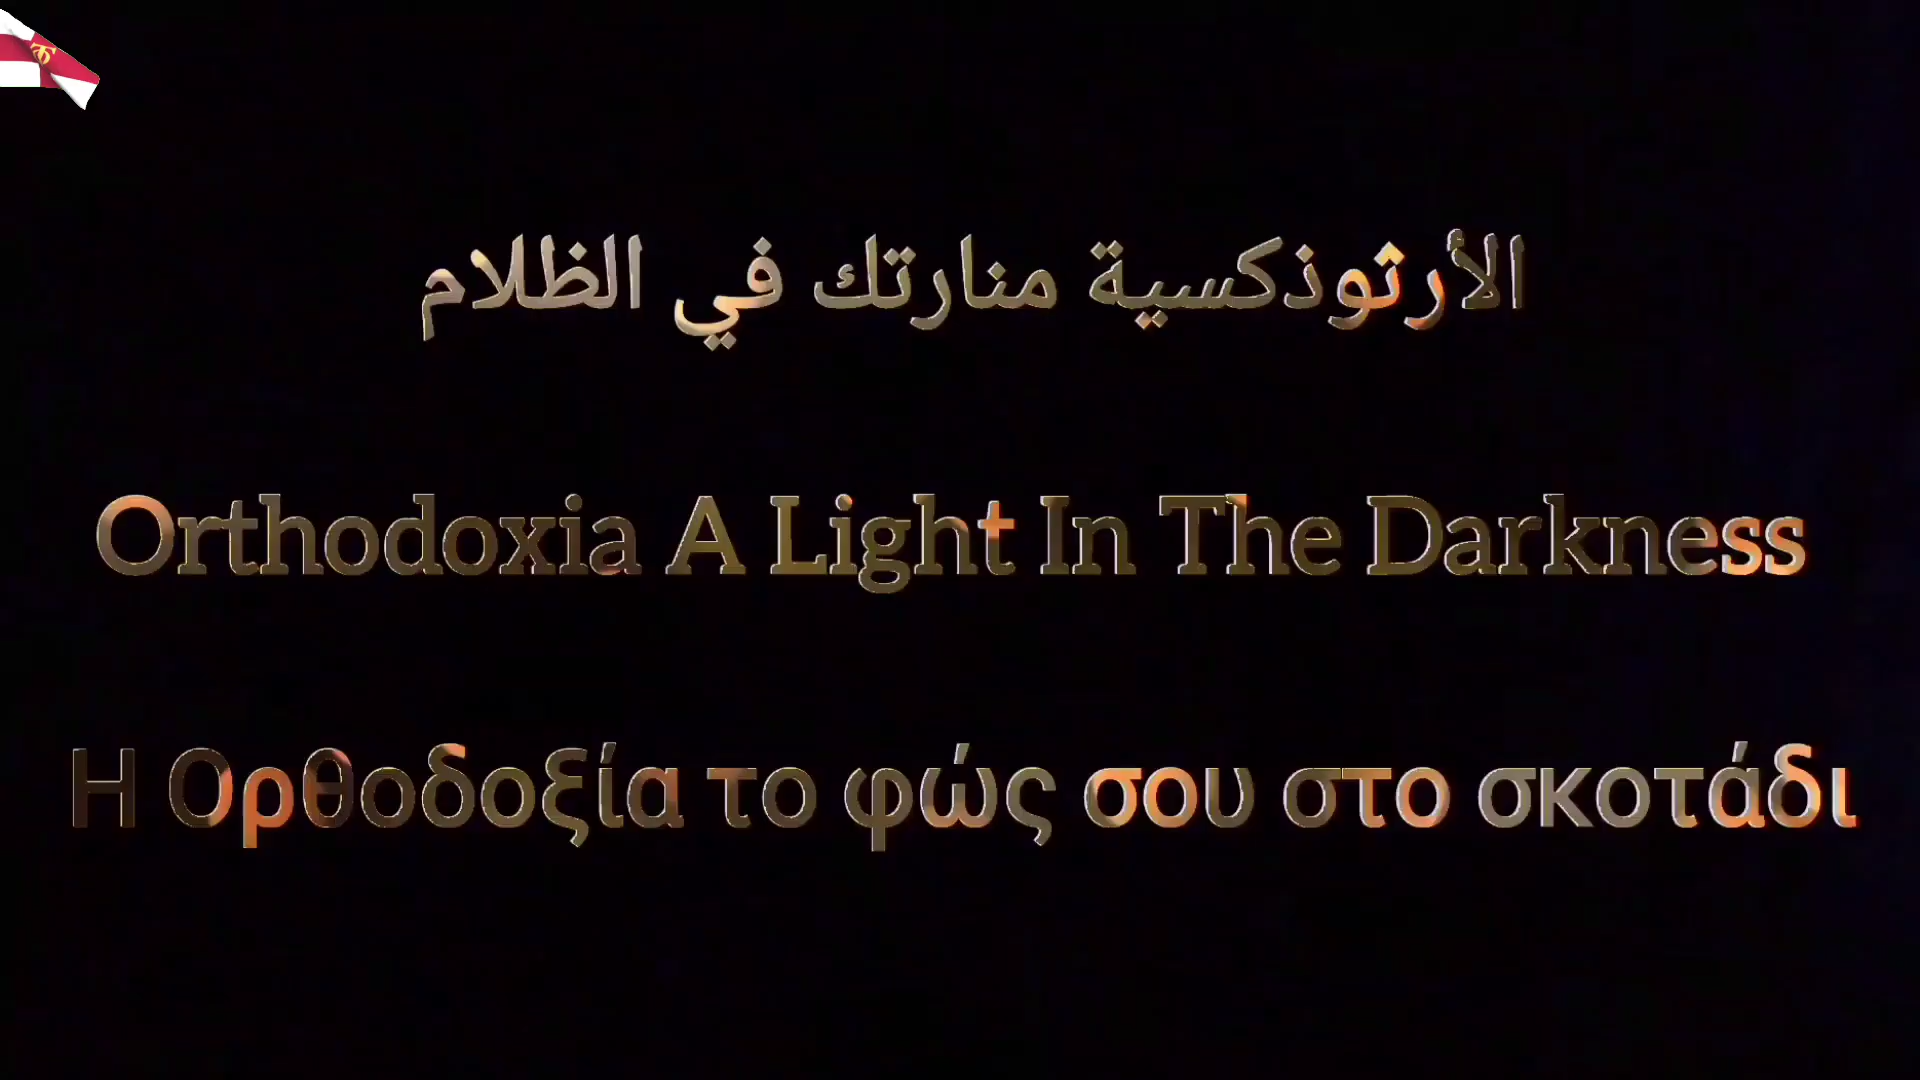 الأرثوذكسية منارتك في الظلام
Orthodoxia A Light In The Darkness
Η Ορθοδοξία το φώς σου στο σκοτάδι